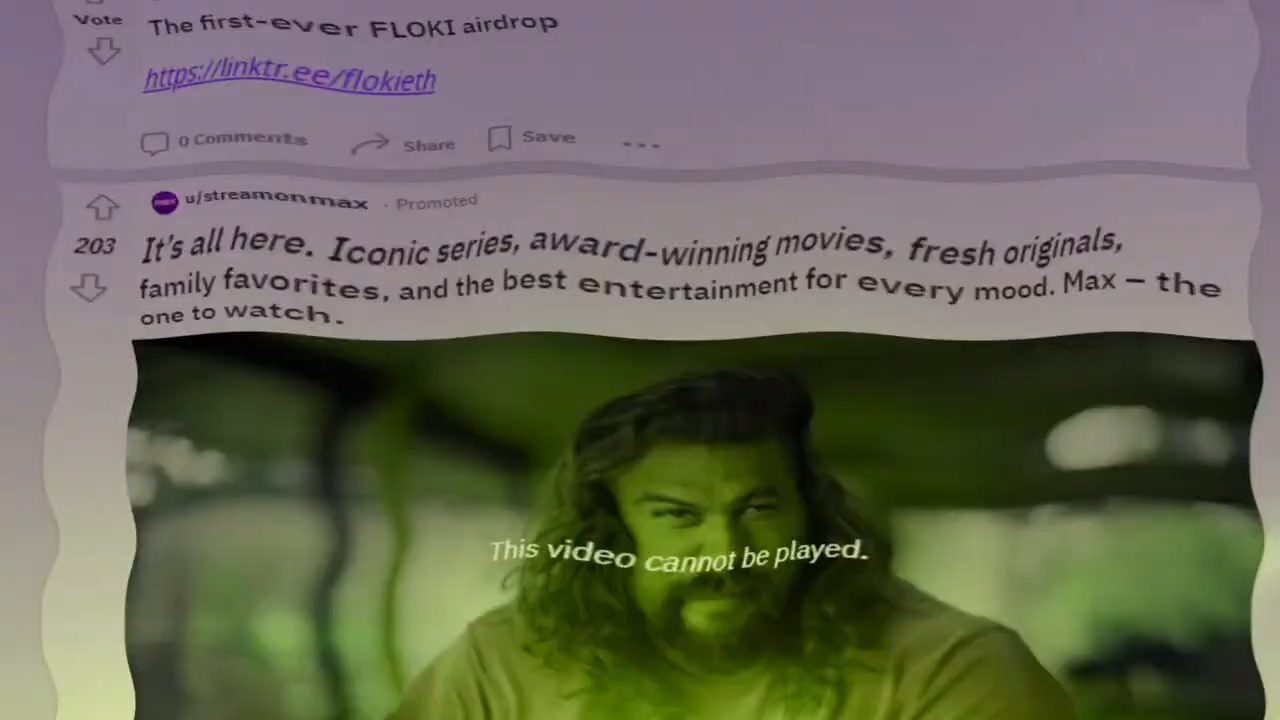 Vote
The first-ever FLOKI airdrop
https://linktr.ee/flokieth
0 Comments Share Save ...
max u/streamonmax · Promoted
203
It's all here. Iconic series, award-winning movies, fresh originals,
family favorites, and the best entertainment for every mood. Max – the
one to watch.
This video cannot be played.